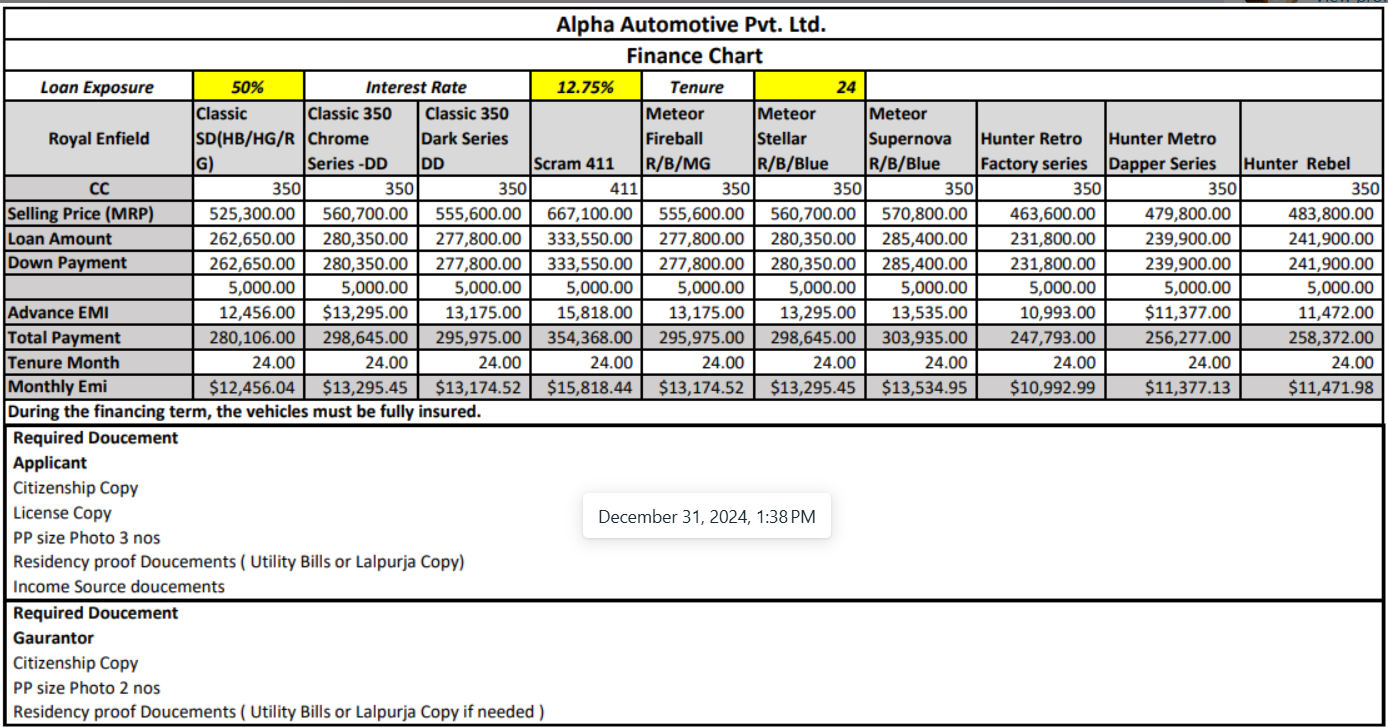 Alpha Automotive Pvt. Ltd.
Finance Chart
Loan Exposure 50% Interest Rate 12.75% Tenure 24
Royal Enfield Classic SD(HB/HG/RG) Classic 350 Chrome Series -DD Classic 350 Dark Series DD Scram 411 Meteor Fireball R/B/MG Meteor Stellar R/B/Blue Meteor Supernova R/B/Blue Hunter Retro Factory series Hunter Metro Dapper Series Hunter Rebel
CC 350 350 350 411 350 350 350 350 350 350
Selling Price (MRP) 525,300.00 560,700.00 555,600.00 667,100.00 555,600.00 560,700.00 570,800.00 463,600.00 479,800.00 483,800.00
Loan Amount 262,650.00 280,350.00 277,800.00 333,550.00 277,800.00 280,350.00 285,400.00 231,800.00 239,900.00 241,900.00
Down Payment 262,650.00 280,350.00 277,800.00 333,550.00 277,800.00 280,350.00 285,400.00 231,800.00 239,900.00 241,900.00
5,000.00 5,000.00 5,000.00 5,000.00 5,000.00 5,000.00 5,000.00 5,000.00 5,000.00 5,000.00
Advance EMI 12,456.00 $13,295.00 13,175.00 15,818.00 13,175.00 13,295.00 13,535.00 10,993.00 $11,377.00 11,472.00
Total Payment 280,106.00 298,645.00 295,975.00 354,368.00 295,975.00 298,645.00 303,935.00 247,793.00 256,277.00 258,372.00
Tenure Month 24.00 24.00 24.00 24.00 24.00 24.00 24.00 24.00 24.00 24.00
Monthly Emi $12,456.04 $13,295.45 $13,174.52 $15,818.44 $13,174.52 $13,295.45 $13,534.95 $10,992.99 $11,377.13 $11,471.98
During the financing term, the vehicles must be fully insured.
Required Doucement
Applicant
Citizenship Copy
License Copy
December 31, 2024, 1:38 PM
PP size Photo 3 nos
Residency proof Doucements ( Utility Bills or Lalpurja Copy)
Income Source doucements
Required Doucement
Gaurantor
Citizenship Copy
PP size Photo 2 nos
Residency proof Doucements ( Utility Bills or Lalpurja Copy if needed )